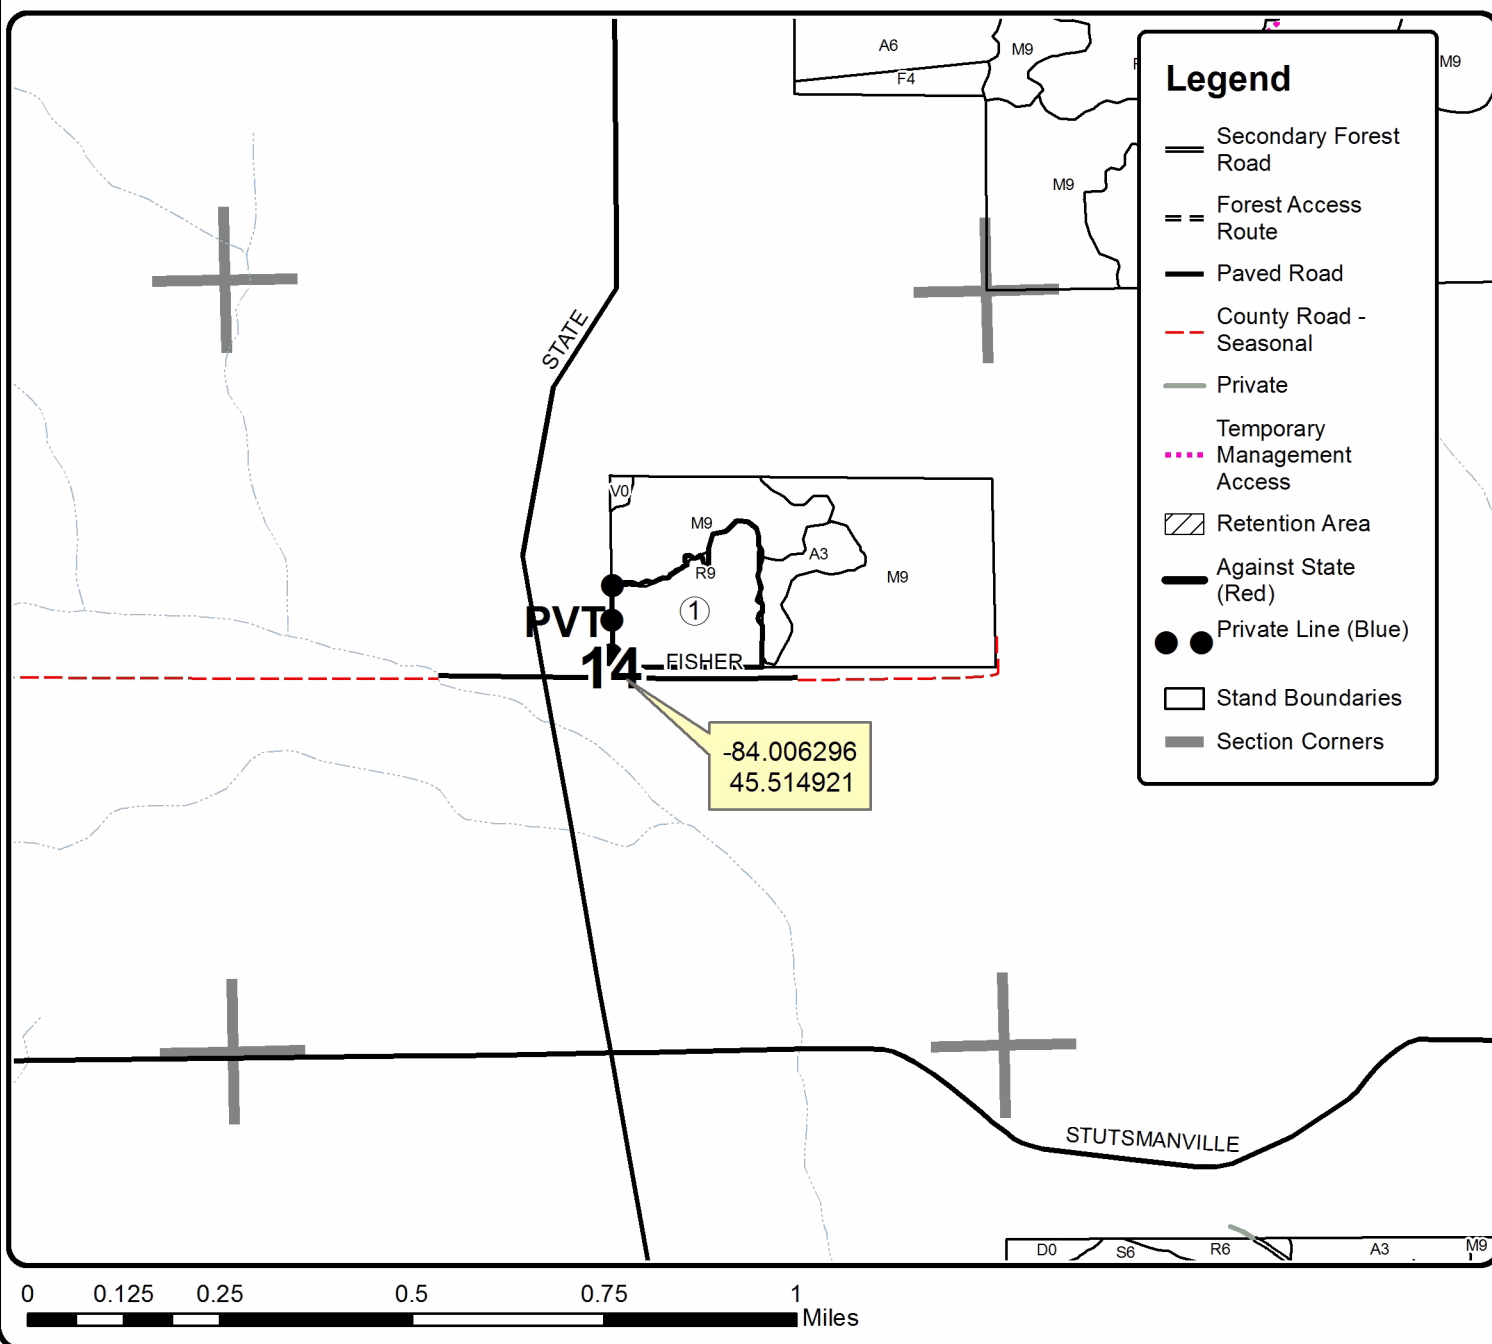 A6
M9
F4
M9
M9
Legend
Secondary Forest
Road
Forest Access
Route
Paved Road
County Road -
Seasonal
Private
Temporary
Management
Access
Retention Area
Against State
(Red)
Private Line (Blue)
Stand Boundaries
Section Corners
STATE
V0
M9
A3
R9
M9
1
PVT
14
FISHER
-84.006296
45.514921
STUTSMANVILLE
D0
S6
R6
A3
M9
0
0.125
0.25
0.5
0.75
1
Miles